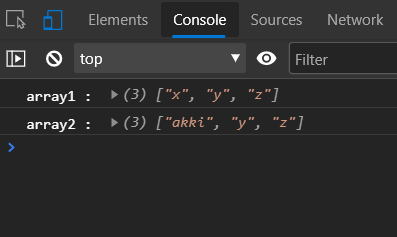 Elements Console Sources Network
top Filter
array1 : (3) ["x", "y", "z"]
array2 : (3) ["akki", "y", "z"]